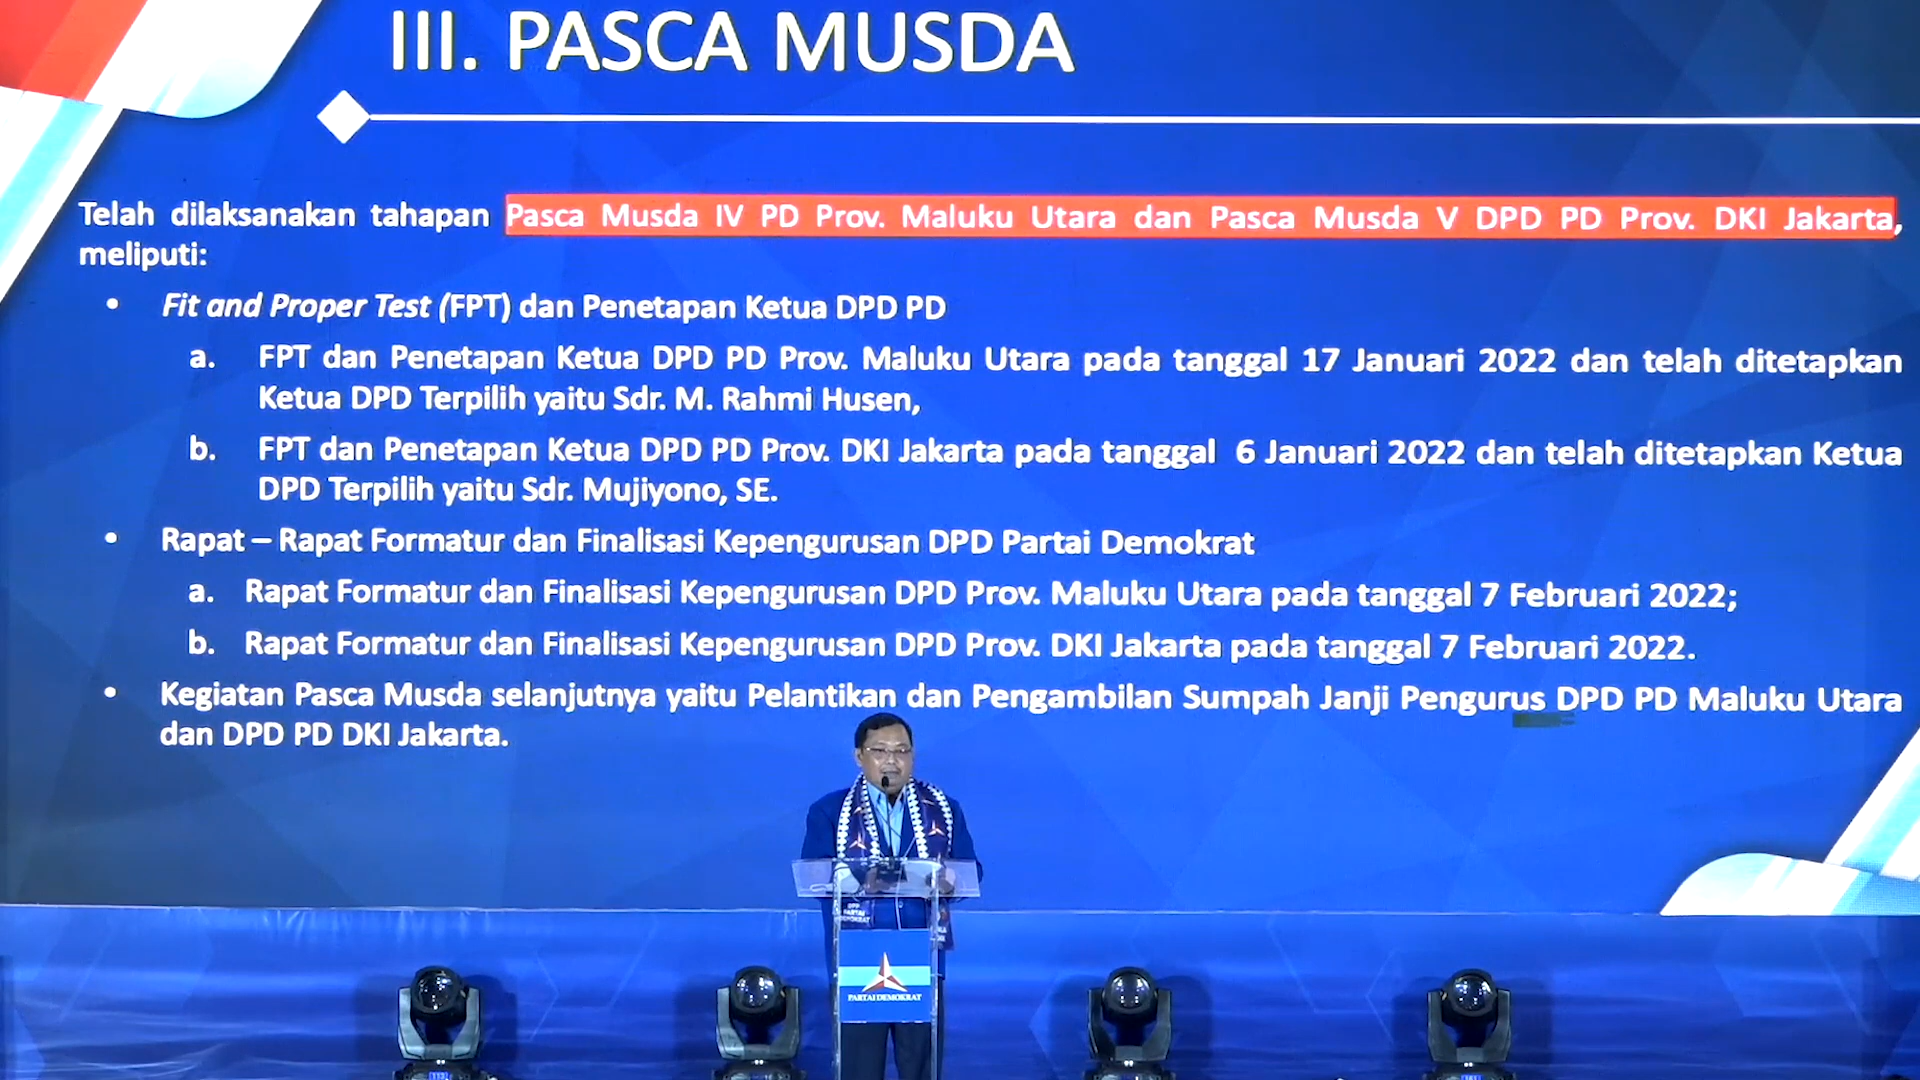 III. PASCA MUSDA
Telah dilaksanakan tahapan Pasca Musda IV PD Prov. Maluku Utara dan Pasca Musda V DPD PD Prov. DKI Jakarta,
meliputi:
• Fit and Proper Test (FPT) dan Penetapan Ketua DPD PD
a. FPT dan Penetapan Ketua DPD PD Prov. Maluku Utara pada tanggal 17 Januari 2022 dan telah ditetapkan
Ketua DPD Terpilih yaitu Sdr. M. Rahmi Husen,
b. FPT dan Penetapan Ketua DPD PD Prov. DKI Jakarta pada tanggal 6 Januari 2022 dan telah ditetapkan Ketua
DPD Terpilih yaitu Sdr. Mujiyono, SE.
• Rapat – Rapat Formatur dan Finalisasi Kepengurusan DPD Partai Demokrat
a. Rapat Formatur dan Finalisasi Kepengurusan DPD Prov. Maluku Utara pada tanggal 7 Februari 2022;
b. Rapat Formatur dan Finalisasi Kepengurusan DPD Prov. DKI Jakarta pada tanggal 7 Februari 2022.
• Kegiatan Pasca Musda selanjutnya yaitu Pelantikan dan Pengambilan Sumpah Janji Pengurus DPD PD Maluku Utara
dan DPD PD DKI Jakarta.
DPP
PARTAI
DEMOKRAT
PARTAI DEMOKRAT